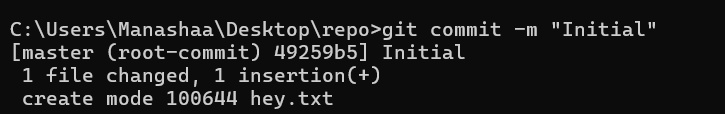 C:\Users\Manashaa\Desktop\repo>git commit -m "Initial"
[master (root-commit) 49259b5] Initial
 1 file changed, 1 insertion(+)
 create mode 100644 hey.txt